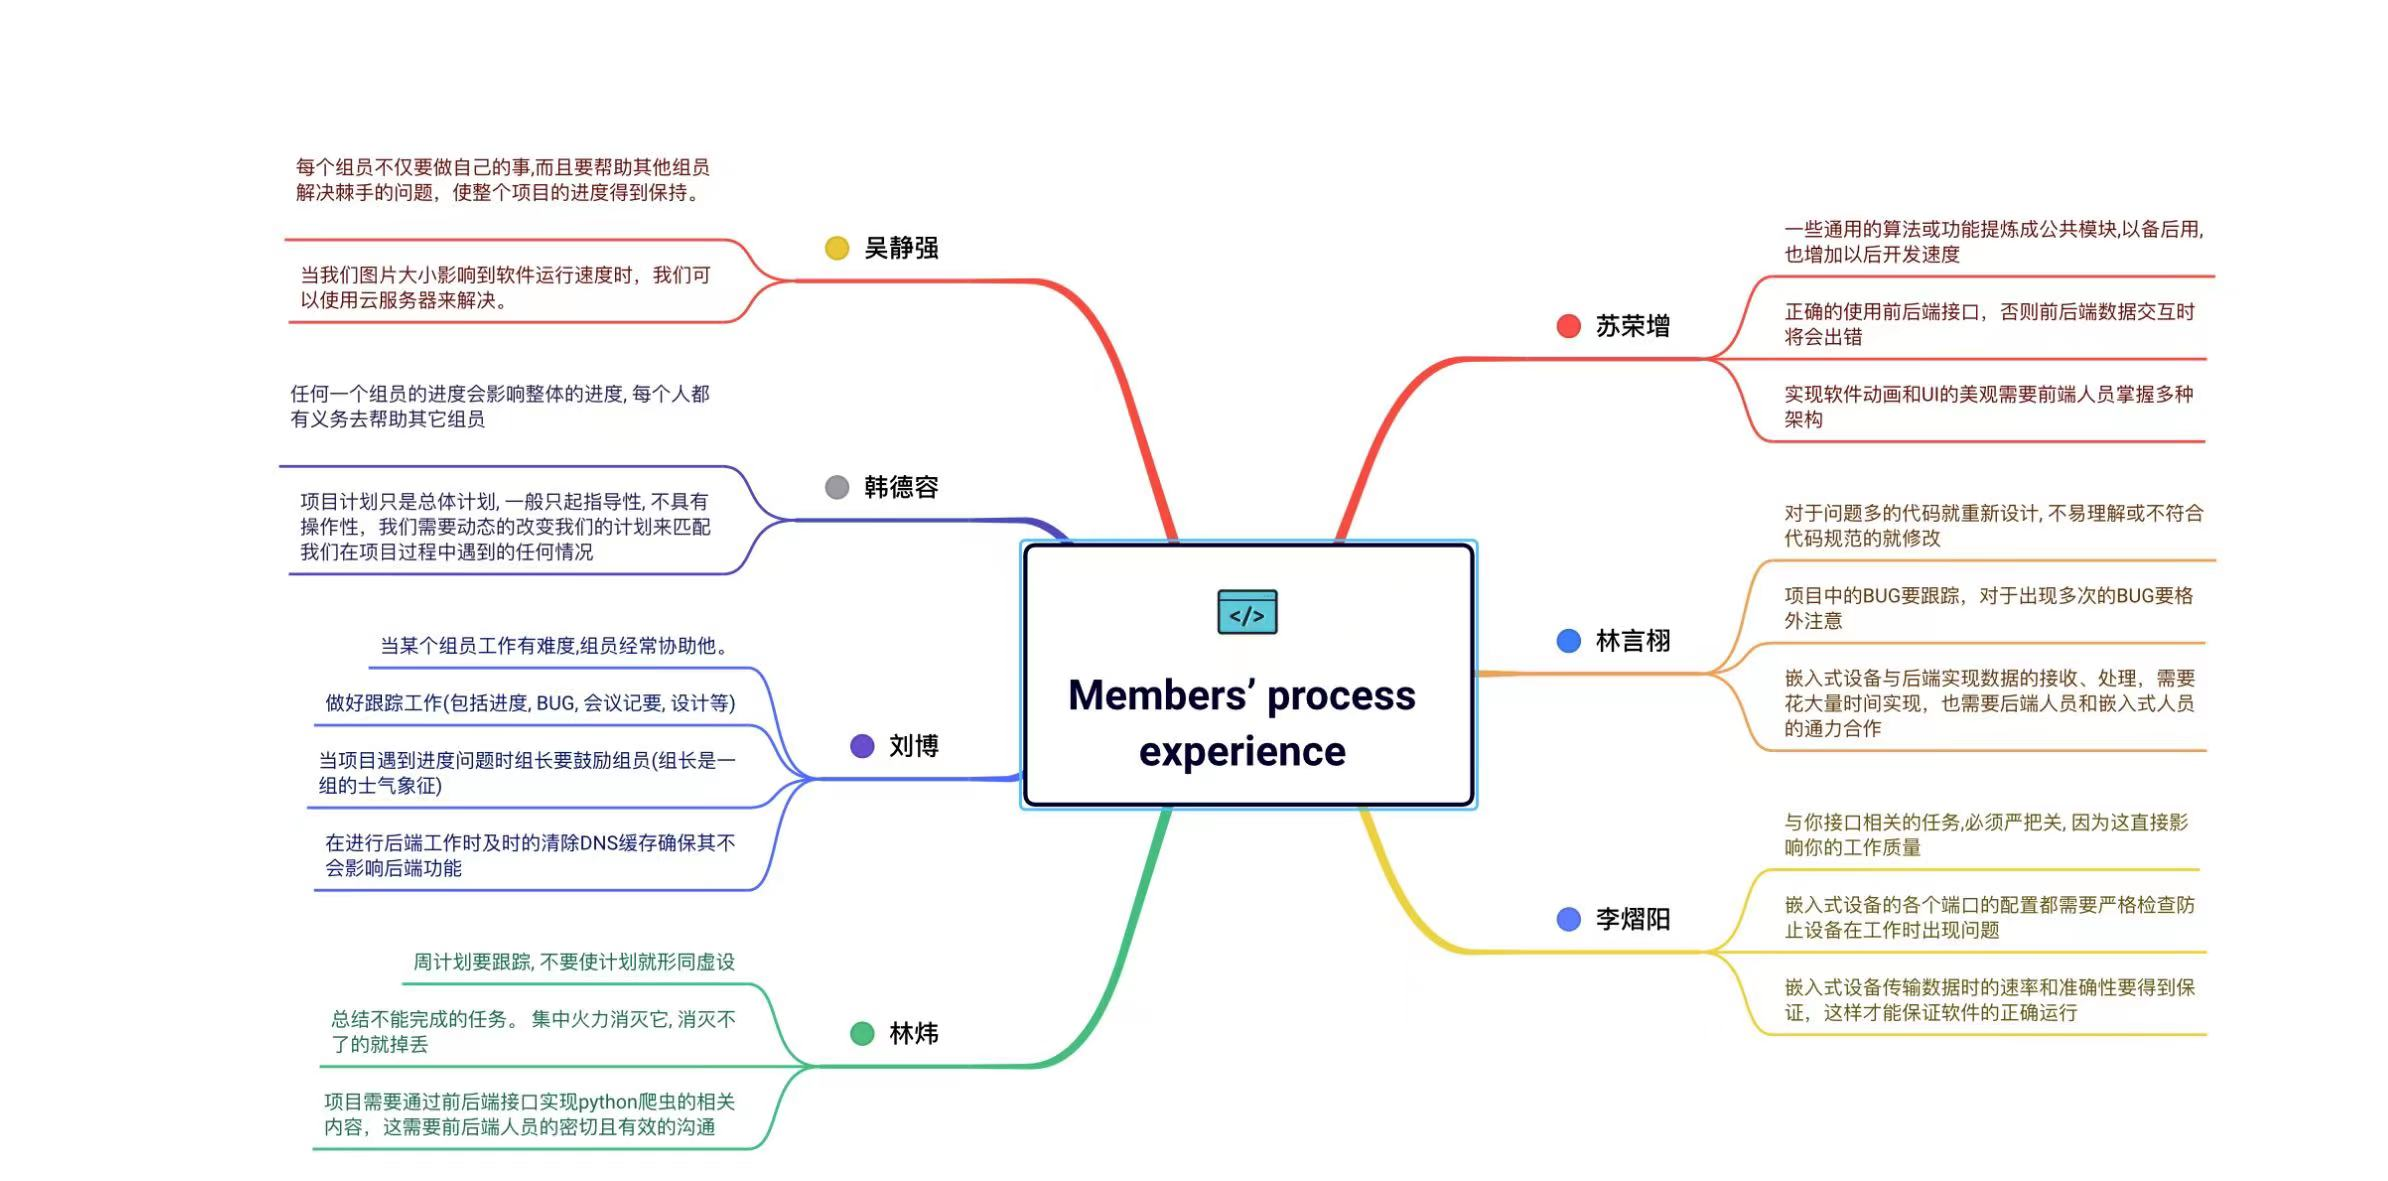 Members’ process
experience
吴静强
每个组员不仅要做自己的事,而且要帮助其他组员
解决棘手的问题，使整个项目的进度得到保持。
当我们图片大小影响到软件运行速度时，我们可
以使用云服务器来解决。
韩德容
任何一个组员的进度会影响整体的进度, 每个人都
有义务去帮助其它组员
项目计划只是总体计划, 一般只起指导性, 不具有
操作性，我们需要动态的改变我们的计划来匹配
我们在项目过程中遇到的任何情况
刘博
当某个组员工作有难度,组员经常协助他。
做好跟踪工作(包括进度, BUG, 会议记要, 设计等)
当项目遇到进度问题时组长要鼓励组员(组长是一
组的士气象征)
在进行后端工作时及时的清除DNS缓存确保其不
会影响后端功能
林炜
周计划要跟踪, 不要使计划就形同虚设
总结不能完成的任务。 集中火力消灭它, 消灭不
了的就掉丢
项目需要通过前后端接口实现python爬虫的相关
内容，这需要前后端人员的密切且有效的沟通
苏荣增
一些通用的算法或功能提炼成公共模块,以备后用,
也增加以后开发速度
正确的使用前后端接口，否则前后端数据交互时
将会出错
实现软件动画和UI的美观需要前端人员掌握多种
架构
林言栩
对于问题多的代码就重新设计, 不易理解或不符合
代码规范的就修改
项目中的BUG要跟踪，对于出现多次的BUG要格
外注意
嵌入式设备与后端实现数据的接收、处理，需要
花大量时间实现，也需要后端人员和嵌入式人员
的通力合作
李熠阳
与你接口相关的任务,必须严把关, 因为这直接影
响你的工作质量
嵌入式设备的各个端口的配置都需要严格检查防
止设备在工作时出现问题
嵌入式设备传输数据时的速率和准确性要得到保
证，这样才能保证软件的正确运行